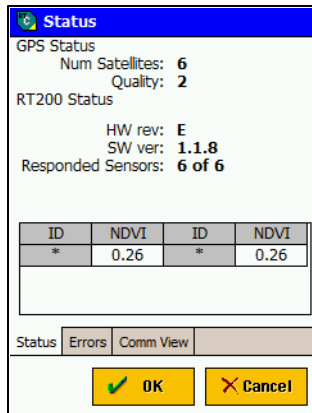 Status
GPS Status
Num Satellites: 6
Quality: 2
RT200 Status
HW rev: E
SW ver: 1.1.8
Responded Sensors: 6 of 6
ID NDVI ID NDVI
* 0.26 * 0.26
Status Errors Comm View
OK Cancel